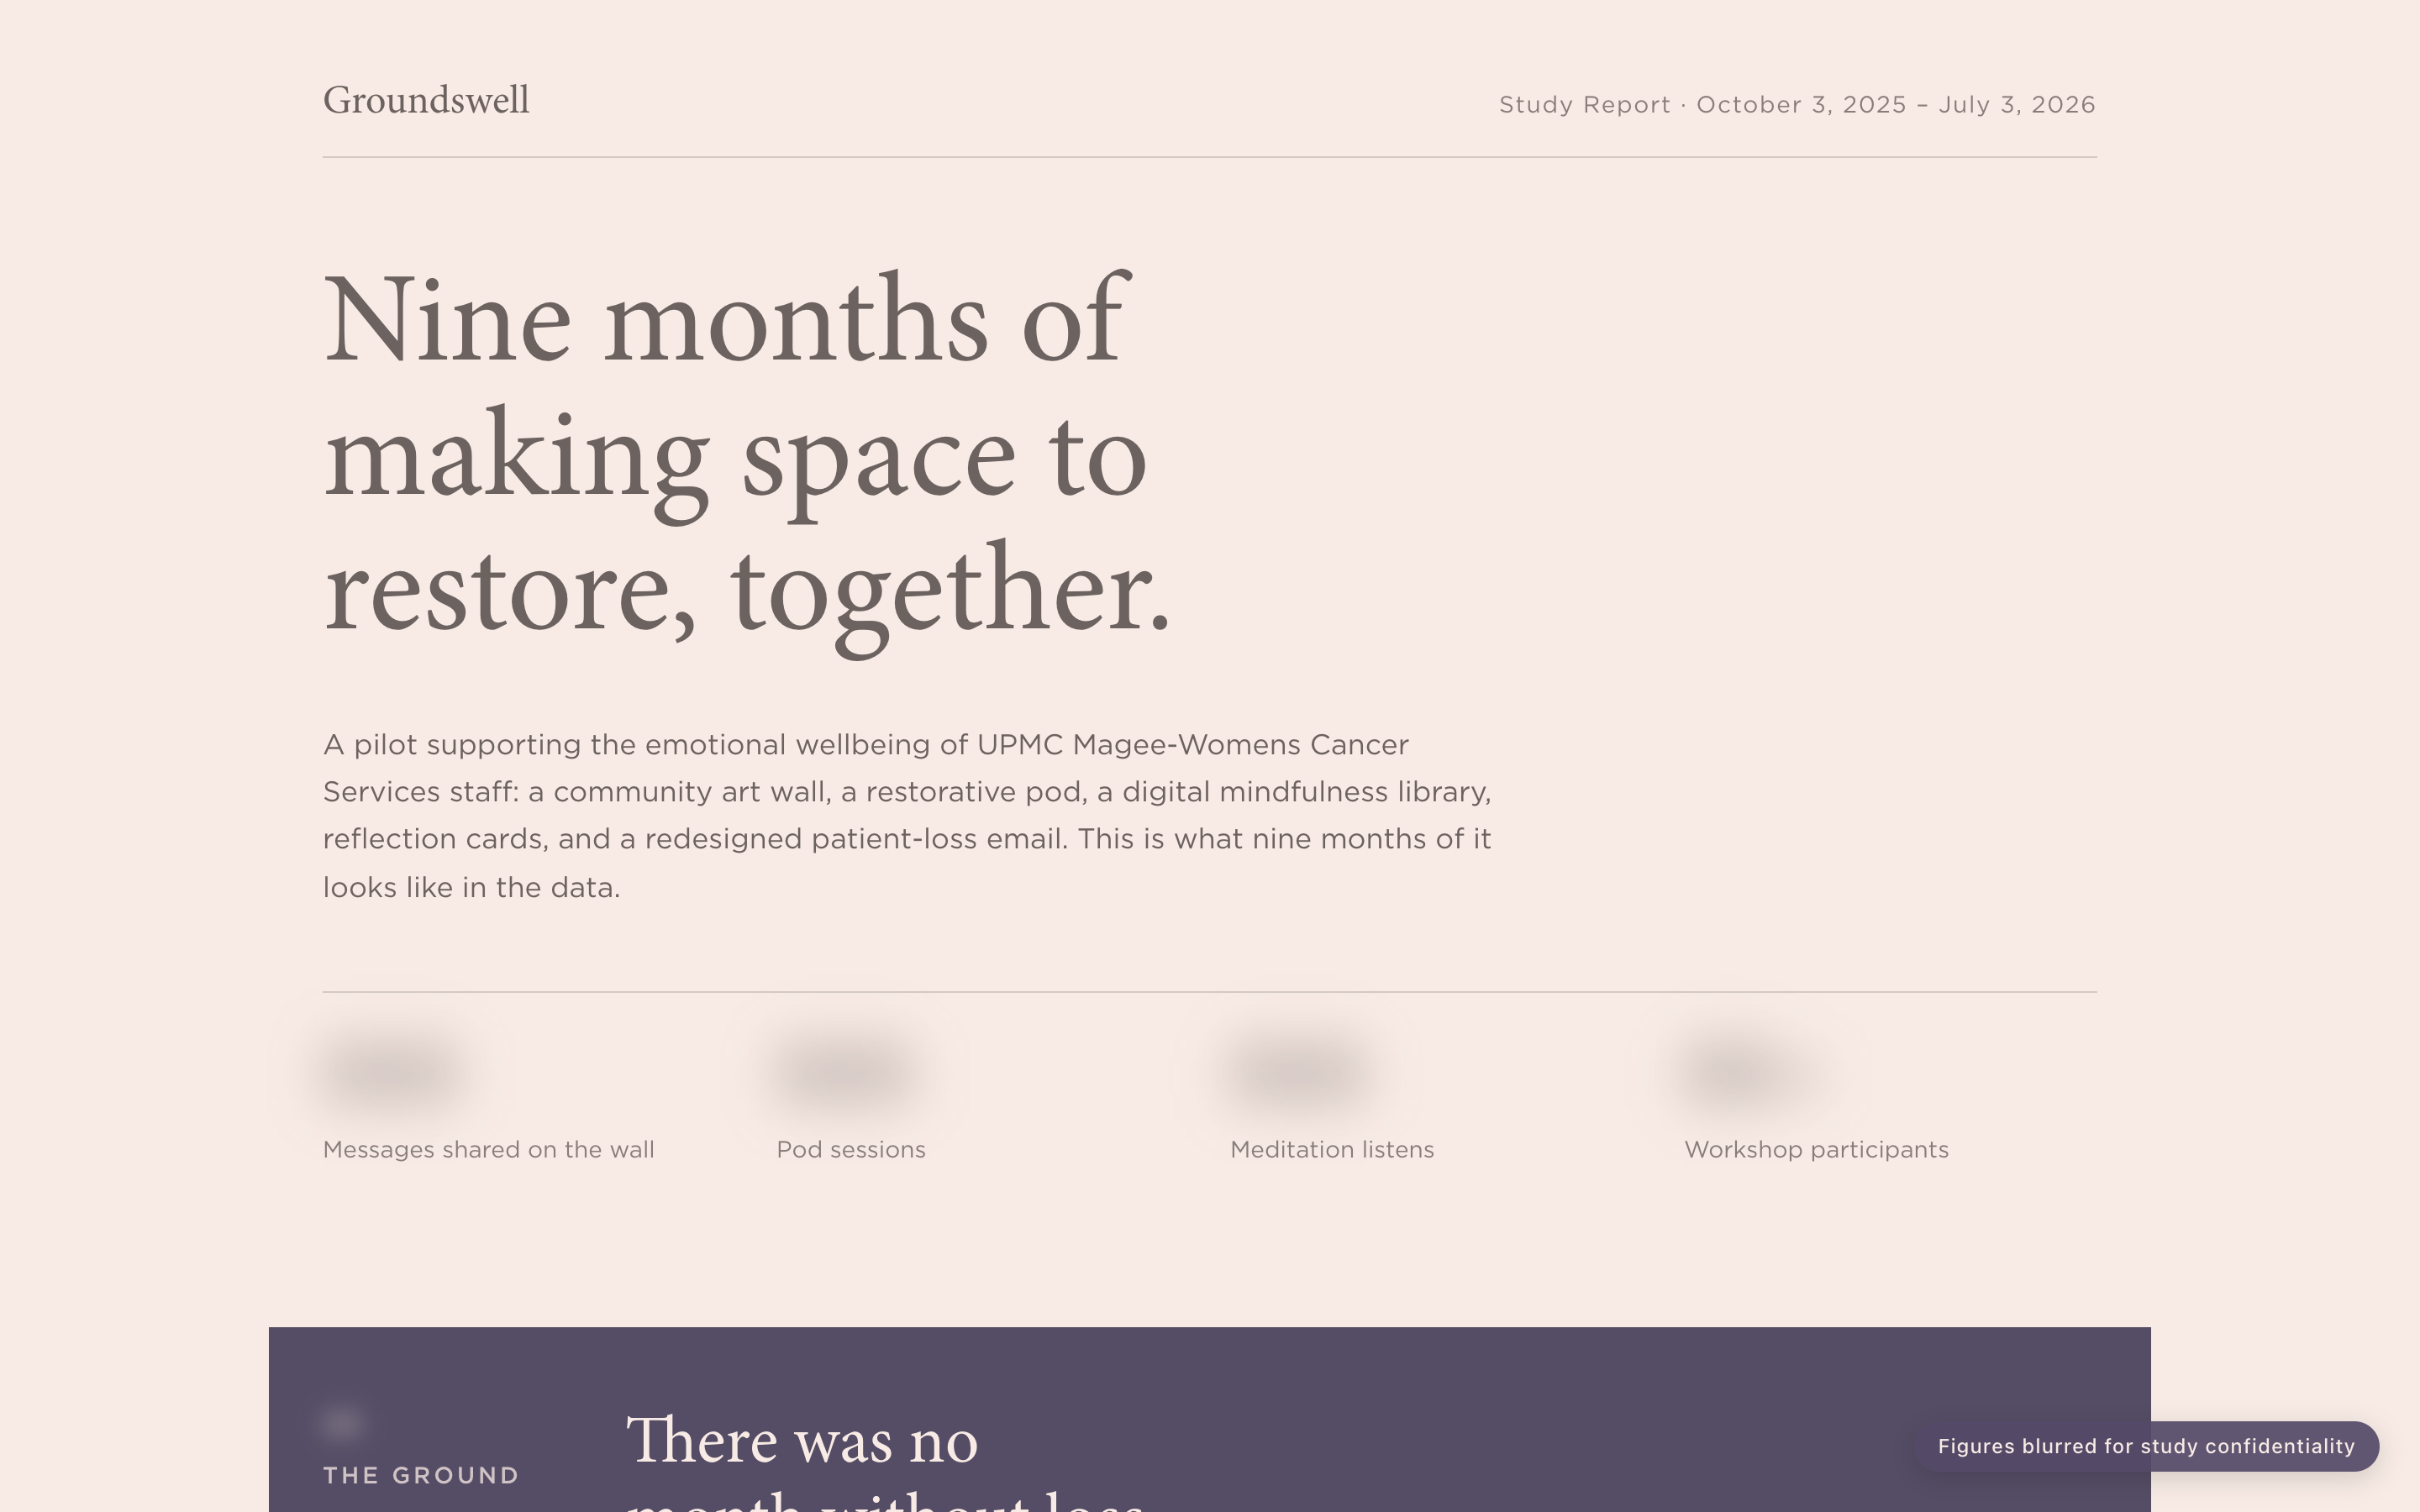 Groundswell
Study Report · October 3, 2025 – July 3, 2026
Nine months of
making space to
restore, together.
A pilot supporting the emotional wellbeing of UPMC Magee-Womens Cancer
Services staff: a community art wall, a restorative pod, a digital mindfulness library,
reflection cards, and a redesigned patient-loss email. This is what nine months of it
looks like in the data.
Messages shared on the wall
Pod sessions
Meditation listens
Workshop participants
THE GROUND
There was no
month without loss
Figures blurred for study confidentiality